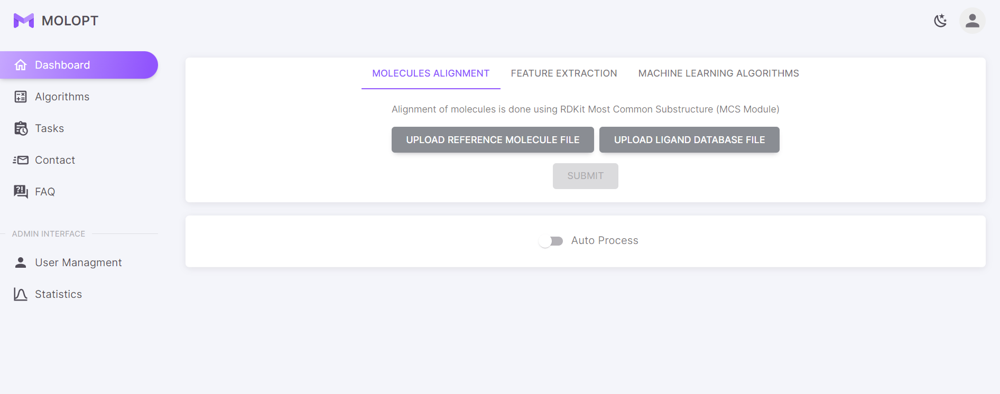 MOLOPT
Dashboard
Algorithms
Tasks
Contact
FAQ
ADMIN INTERFACE
User Managment
Statistics
MOLECULES ALIGNMENT FEATURE EXTRACTION MACHINE LEARNING ALGORITHMS
Alignment of molecules is done using RDKit Most Common Substructure (MCS Module)
UPLOAD REFERENCE MOLECULE FILE UPLOAD LIGAND DATABASE FILE
SUBMIT
Auto Process